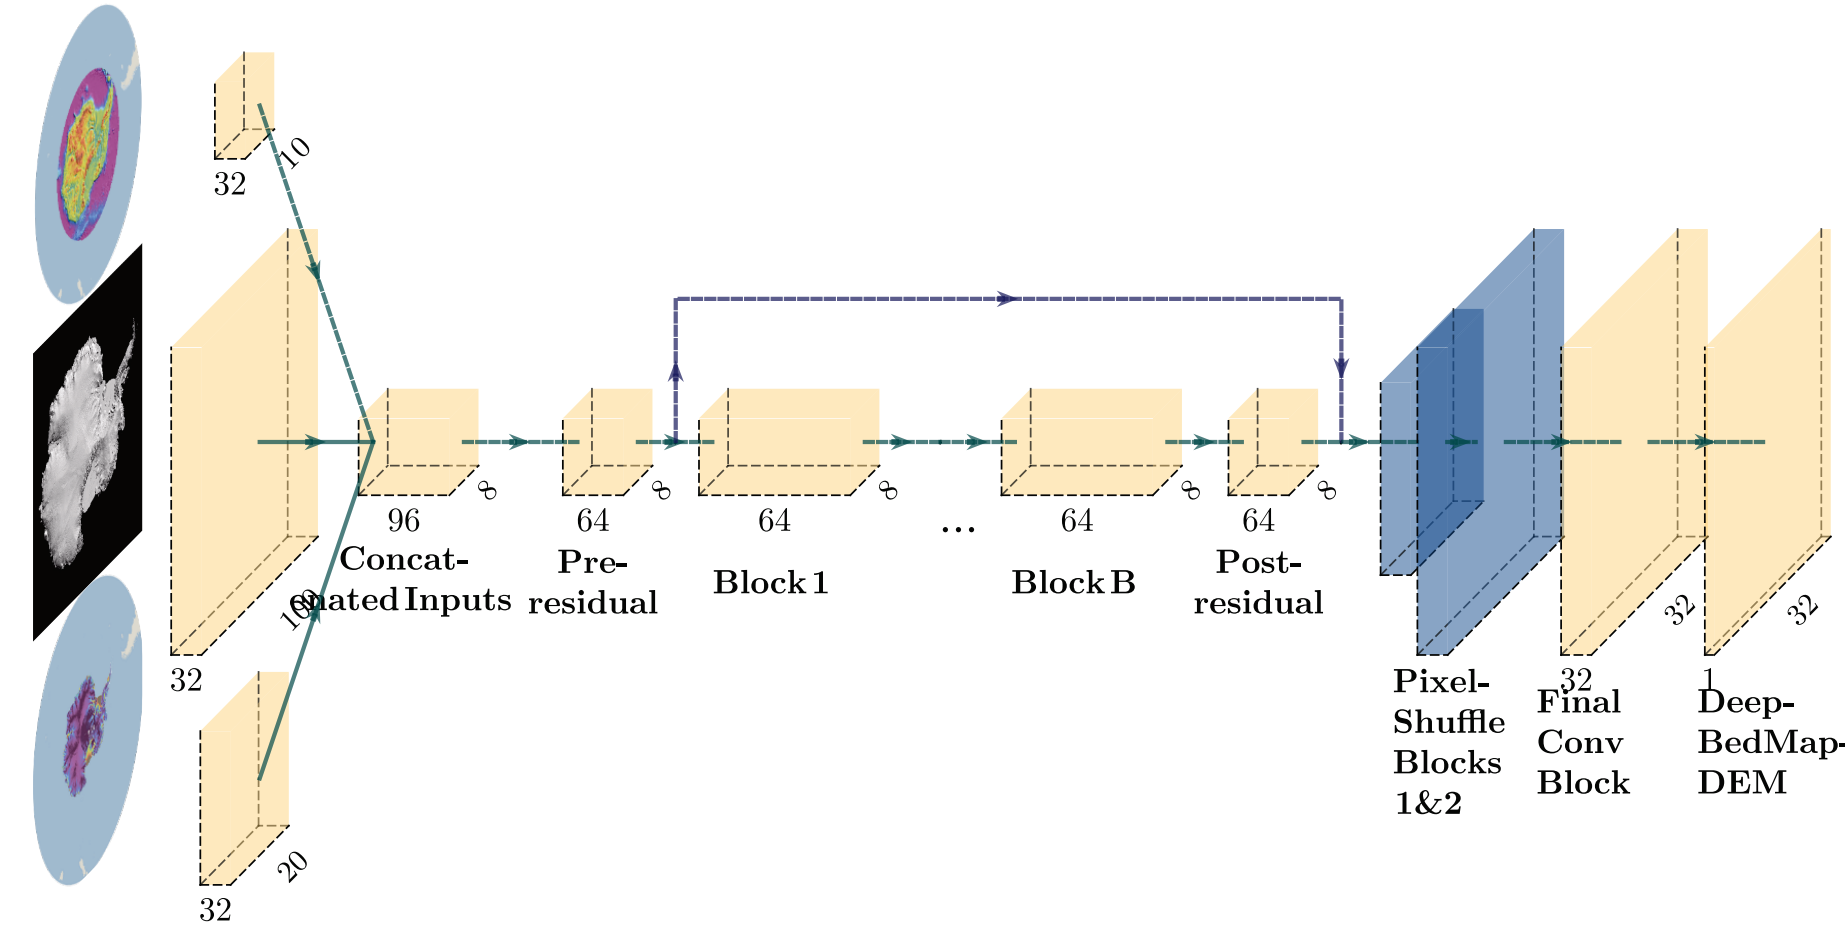 10
32
100
32
20
32
8
96
Concat-
enated Inputs
8
64
Pre-
residual
8
64
Block 1
...
8
64
Block B
8
64
Post-
residual
Pixel-
Shuffle
Blocks
1&2
32
32
Final
Conv
Block
32
1
Deep-
BedMap-
DEM